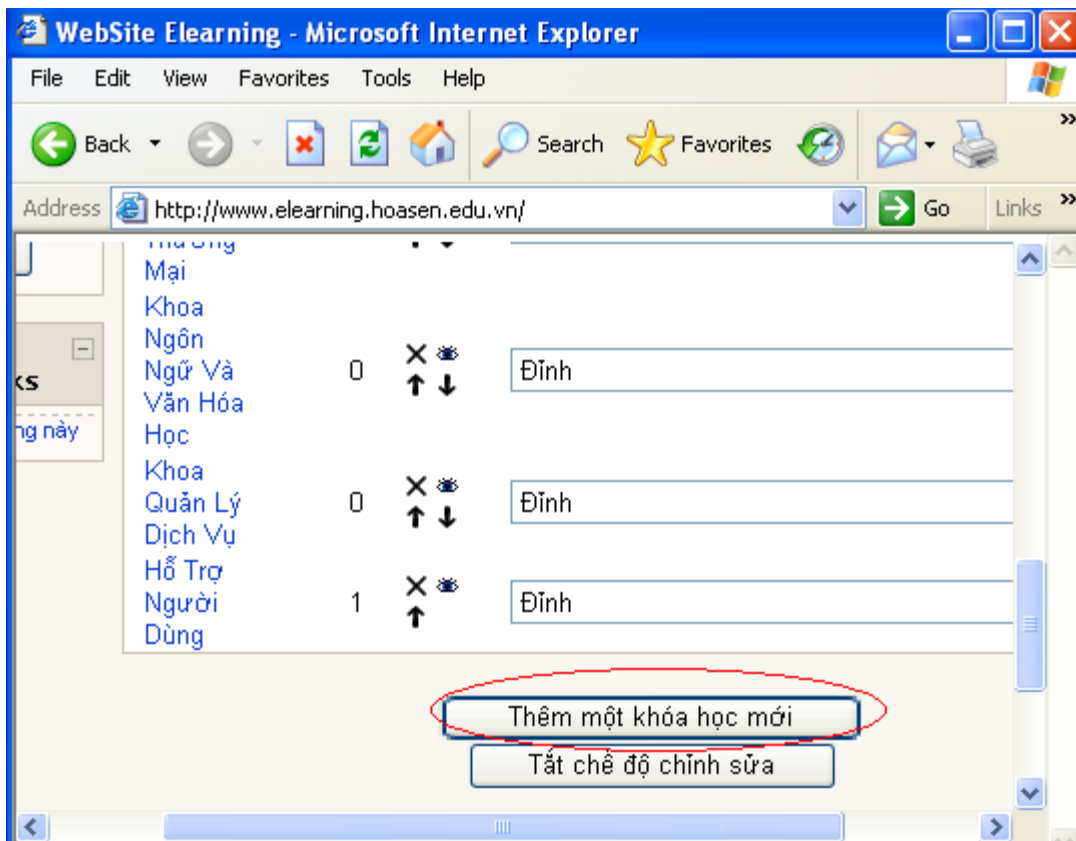 WebSite Elearning - Microsoft Internet Explorer
File Edit View Favorites Tools Help
Back Search Favorites
Address http://www.elearning.hoasen.edu.vn/ Go Links
Mại
Khoa
Ngôn
Ngữ Và
Văn Hóa
Học
0 Đỉnh
ng này
Khoa
Quản Lý
Dịch Vụ
0 Đỉnh
Hỗ Trợ
Người
Dùng
1 Đỉnh
Thêm một khóa học mới
Tắt chế độ chỉnh sửa